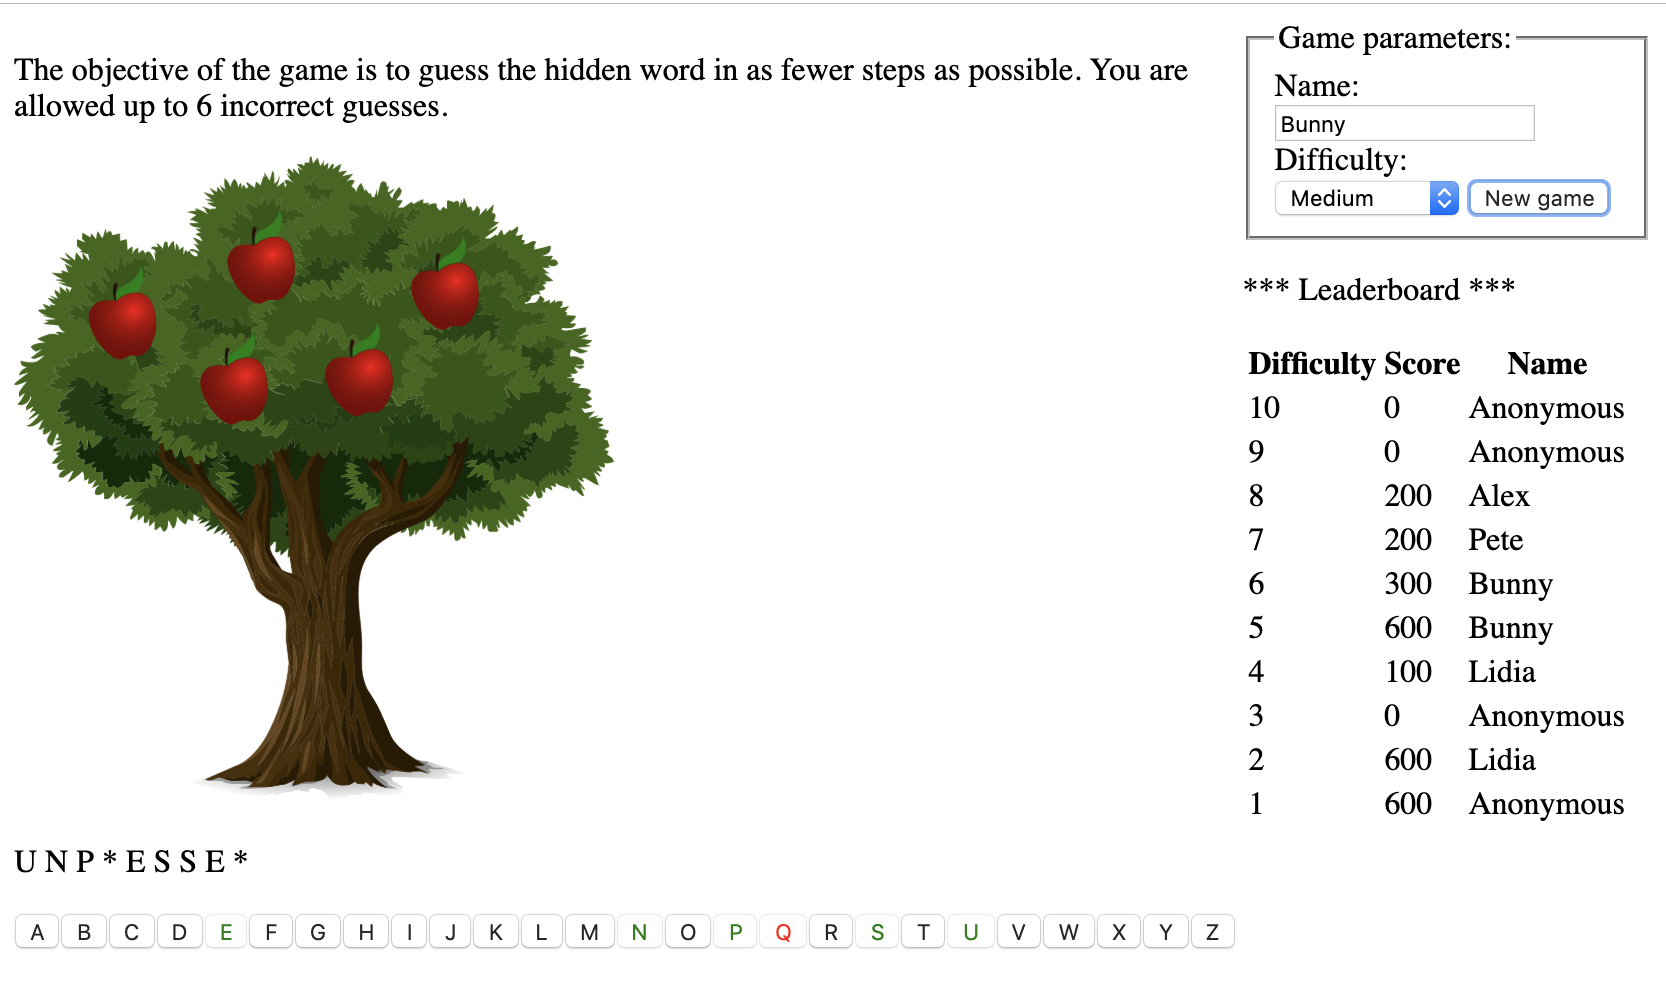 The objective of the game is to guess the hidden word in as fewer steps as possible. You are
allowed up to 6 incorrect guesses.
Game parameters:
Name:
Bunny
Difficulty:
Medium New game
*** Leaderboard ***
Difficulty Score Name
10 0 Anonymous
9 0 Anonymous
8 200 Alex
7 200 Pete
6 300 Bunny
5 600 Bunny
4 100 Lidia
3 0 Anonymous
2 600 Lidia
1 600 Anonymous
U N P * E S S E *
A B C D E F G H I J K L M N O P Q R S T U V W X Y Z